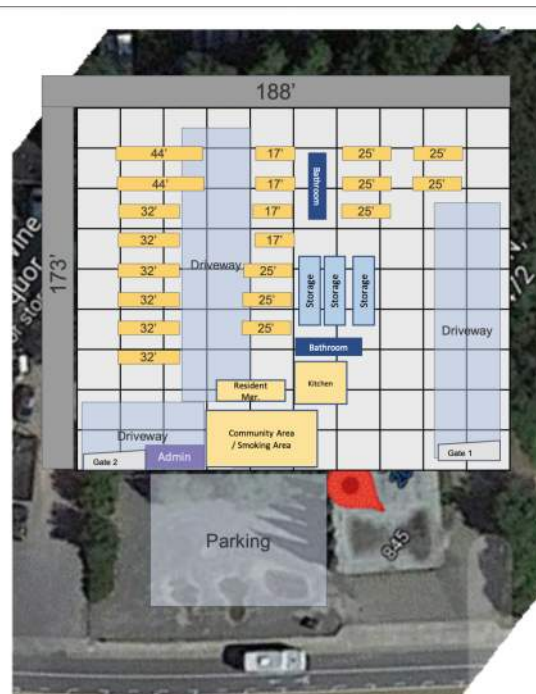 188'
173'
44'
17'
25'
25'
44'
17'
25'
25'
32'
17'
25'
32'
17'
32'
25'
32'
25'
32'
25'
32'
Bathroom
Driveway
Storage
Storage
Storage
Driveway
Bathroom
Resident
Mgr.
Kitchen
Driveway
Community Area
/ Smoking Area
Gate 2
Admin
Gate 1
Parking
845